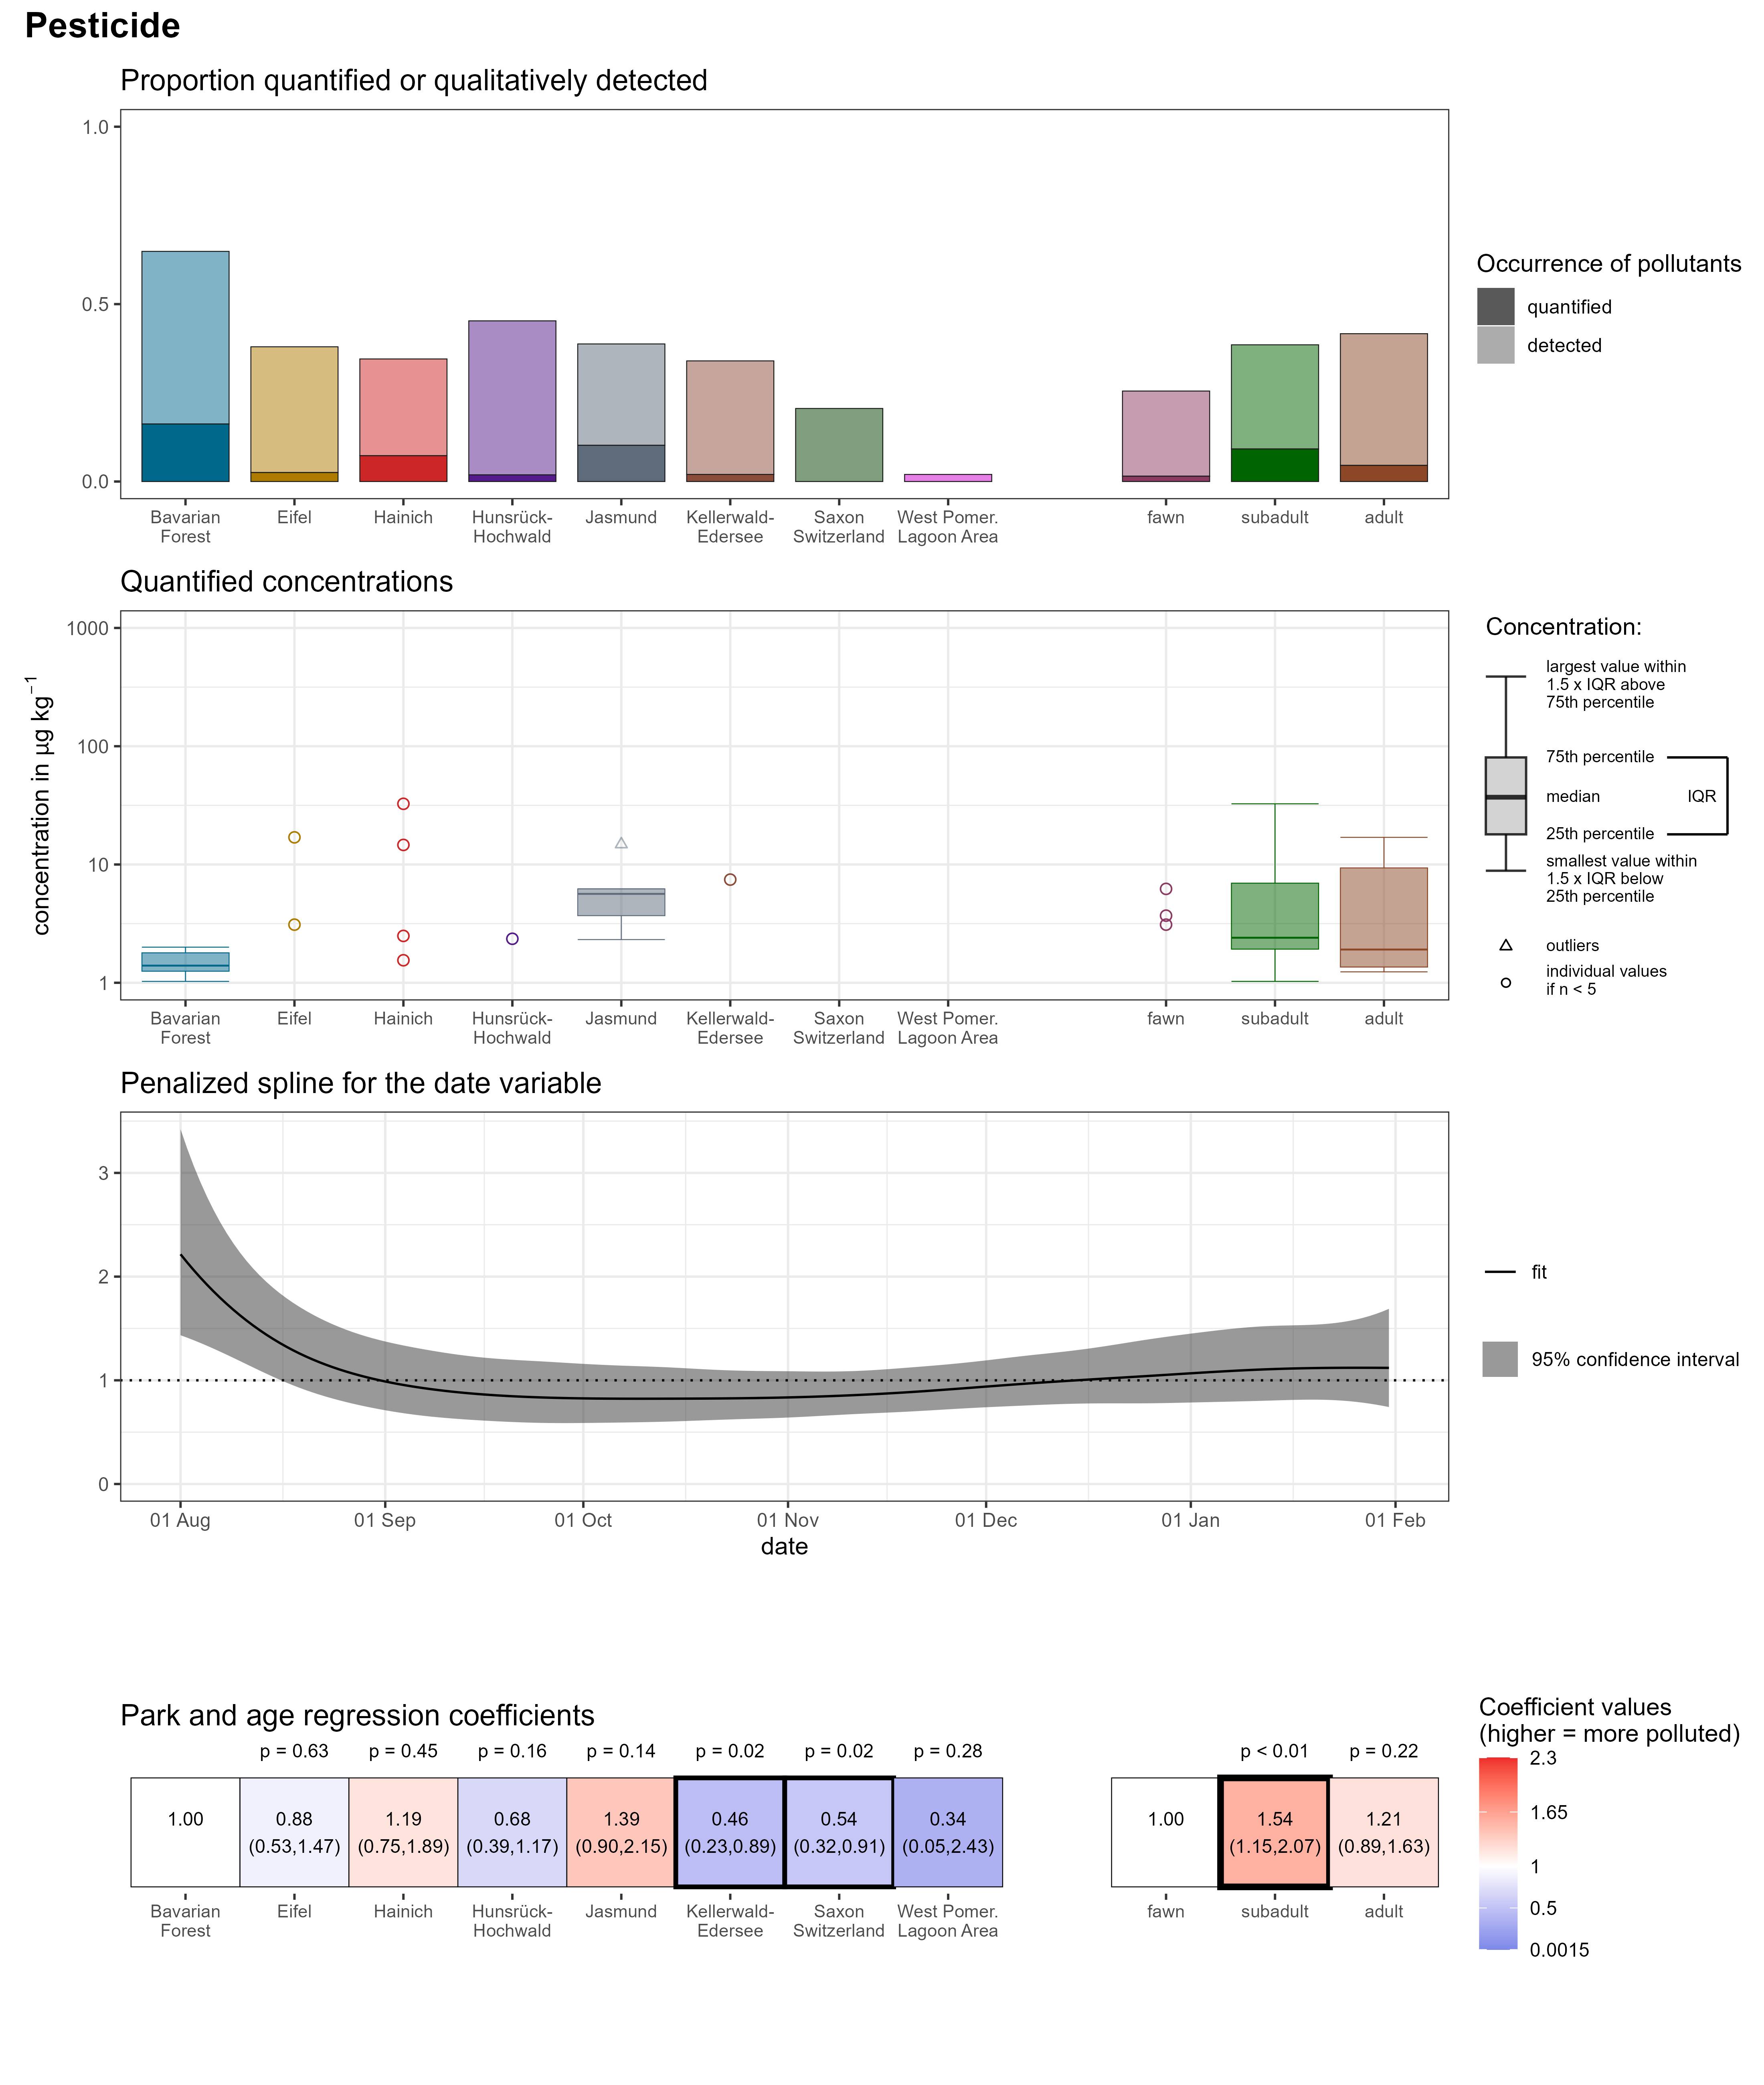 Pesticide
Proportion quantified or qualitatively detected
1.0
0.5
0.0
Bavarian Forest
Eifel
Hainich
Hunsrück-Hochwald
Jasmund
Kellerwald-Edersee
Saxon Switzerland
West Pomer. Lagoon Area
fawn
subadult
adult
Occurrence of pollutants
quantified
detected
Quantified concentrations
concentration in µg kg⁻¹
1000
100
10
1
Bavarian Forest
Eifel
Hainich
Hunsrück-Hochwald
Jasmund
Kellerwald-Edersee
Saxon Switzerland
West Pomer. Lagoon Area
fawn
subadult
adult
Concentration:
largest value within
1.5 x IQR above
75th percentile
75th percentile
median
IQR
25th percentile
smallest value within
1.5 x IQR below
25th percentile
outliers
individual values
if n < 5
Penalized spline for the date variable
3
2
1
0
01 Aug
01 Sep
01 Oct
01 Nov
01 Dec
01 Jan
01 Feb
date
fit
95% confidence interval
Park and age regression coefficients
p = 0.63
p = 0.45
p = 0.16
p = 0.14
p = 0.02
p = 0.02
p = 0.28
p < 0.01
p = 0.22
1.00
0.88
(0.53,1.47)
1.19
(0.75,1.89)
0.68
(0.39,1.17)
1.39
(0.90,2.15)
0.46
(0.23,0.89)
0.54
(0.32,0.91)
0.34
(0.05,2.43)
1.00
1.54
(1.15,2.07)
1.21
(0.89,1.63)
Bavarian Forest
Eifel
Hainich
Hunsrück-Hochwald
Jasmund
Kellerwald-Edersee
Saxon Switzerland
West Pomer. Lagoon Area
fawn
subadult
adult
Coefficient values
(higher = more polluted)
2.3
1.65
1
0.5
0.0015